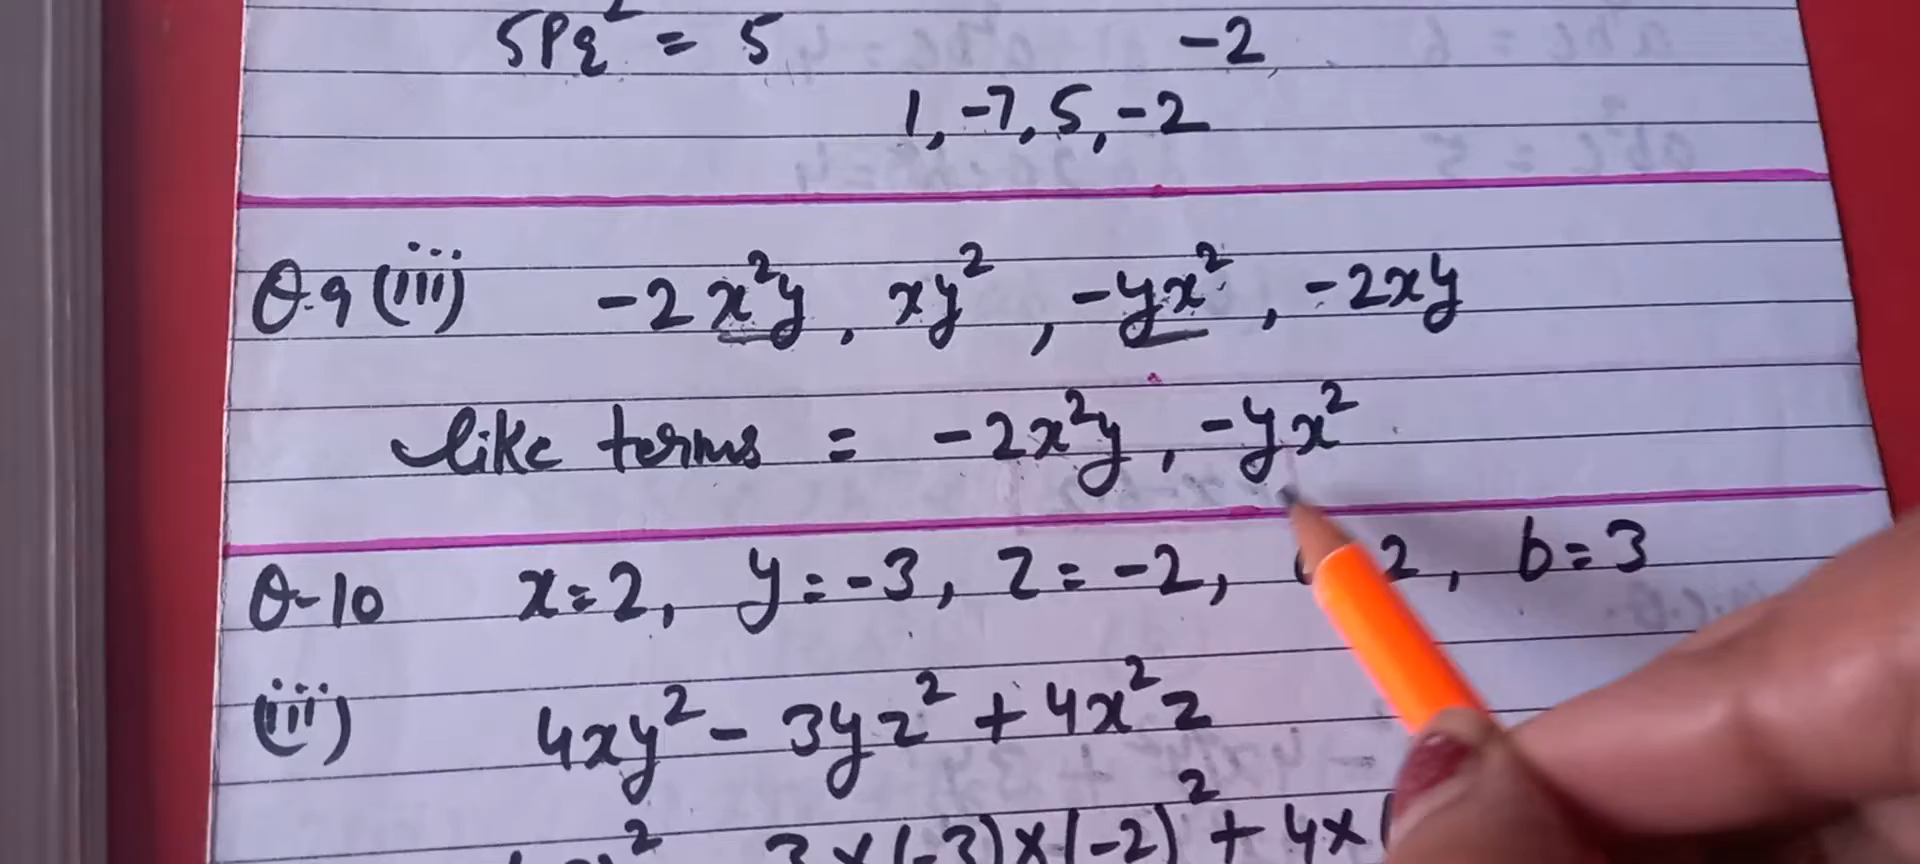 5pq² = 5 -2
1, -7, 5, -2
Q.9 (iii) -2x²y, xy², -yx², -2xy
like terms = -2x²y, -yx²
Q-10 x=2, y=-3, z=-2, 2, b=3
(iii) 4xy² - 3yz² + 4x²z
² 3×(-3)×(-2)² + 4×(